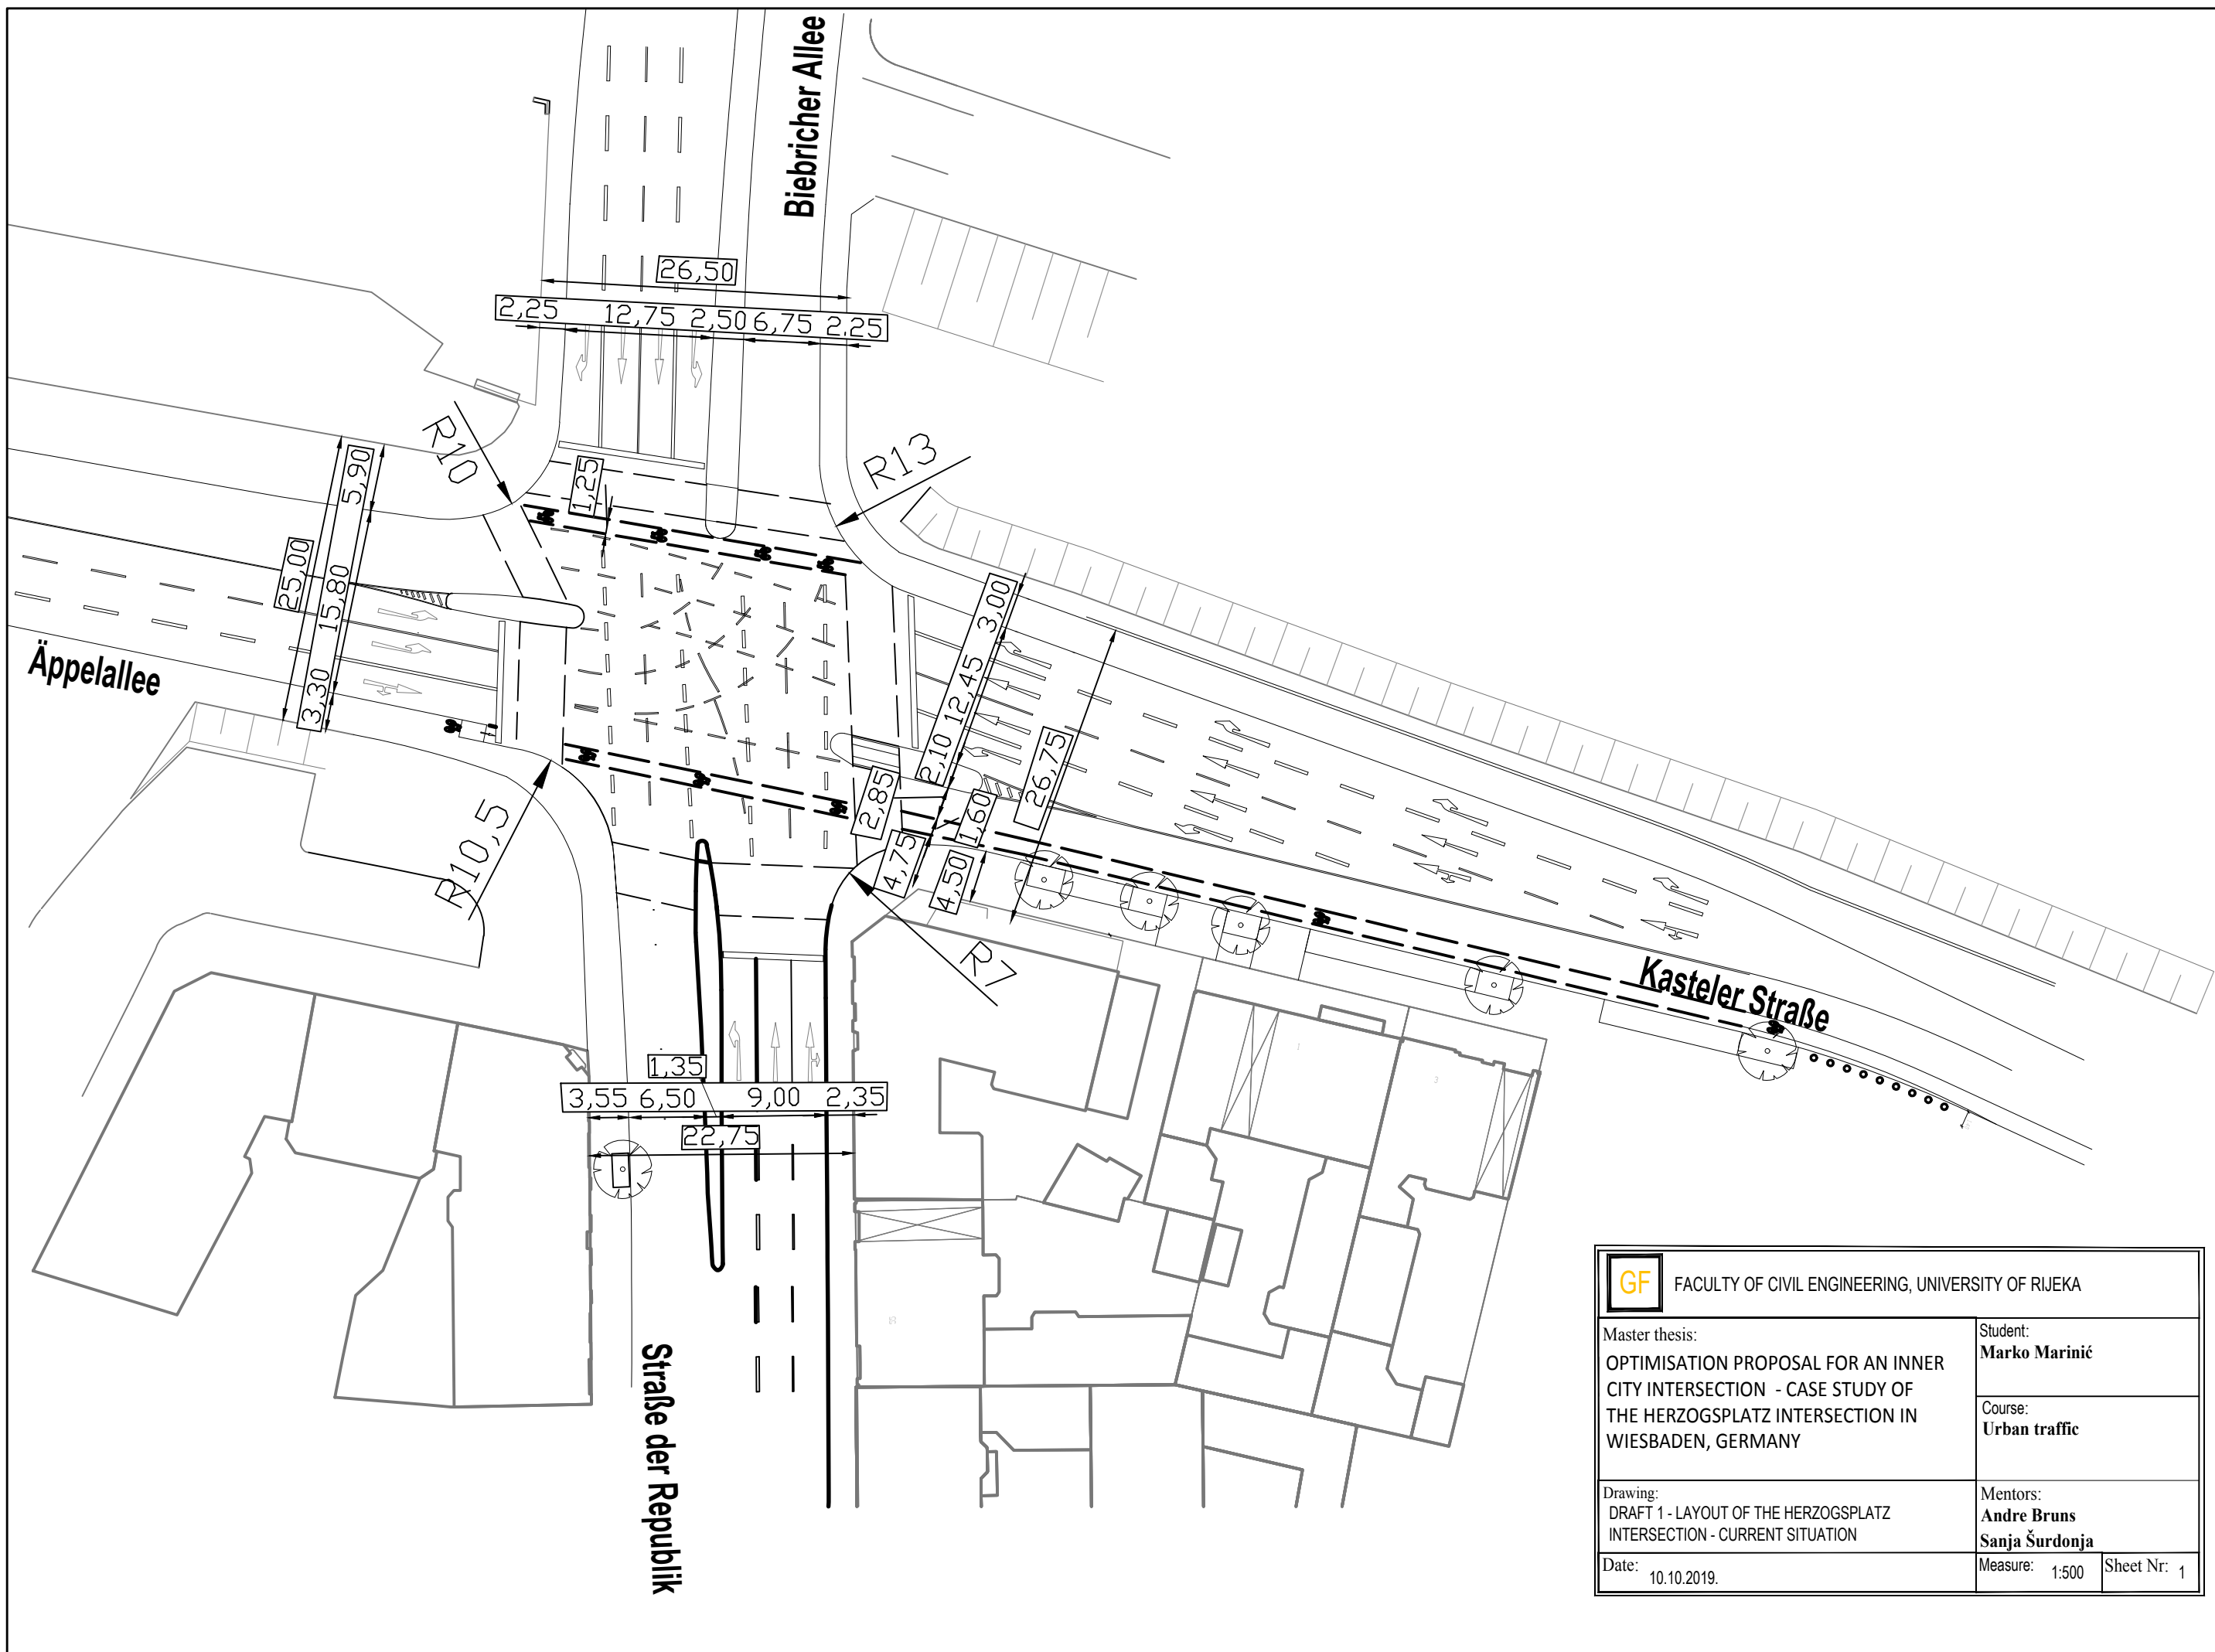 Biebricher Allee
26,50
2,25 12,75 2,50 6,75 2.25
R10
R13
1,25
5,90
25,00
15,80
3,30
Äppelallee
3,00
12,45
2,10
26,75
2,85
1,60
4,75
4,50
R10,5
R7
Kasteler Straße
1,35
3,55 6,50 9,00 2,35
22,75
Straße der Republik
GF FACULTY OF CIVIL ENGINEERING, UNIVERSITY OF RIJEKA
Master thesis:
OPTIMISATION PROPOSAL FOR AN INNER
CITY INTERSECTION - CASE STUDY OF
THE HERZOGSPLATZ INTERSECTION IN
WIESBADEN, GERMANY
Student:
Marko Marinić
Course:
Urban traffic
Drawing:
DRAFT 1 - LAYOUT OF THE HERZOGSPLATZ
INTERSECTION - CURRENT SITUATION
Mentors:
Andre Bruns
Sanja Šurdonja
Date: 10.10.2019.
Measure: 1:500
Sheet Nr: 1